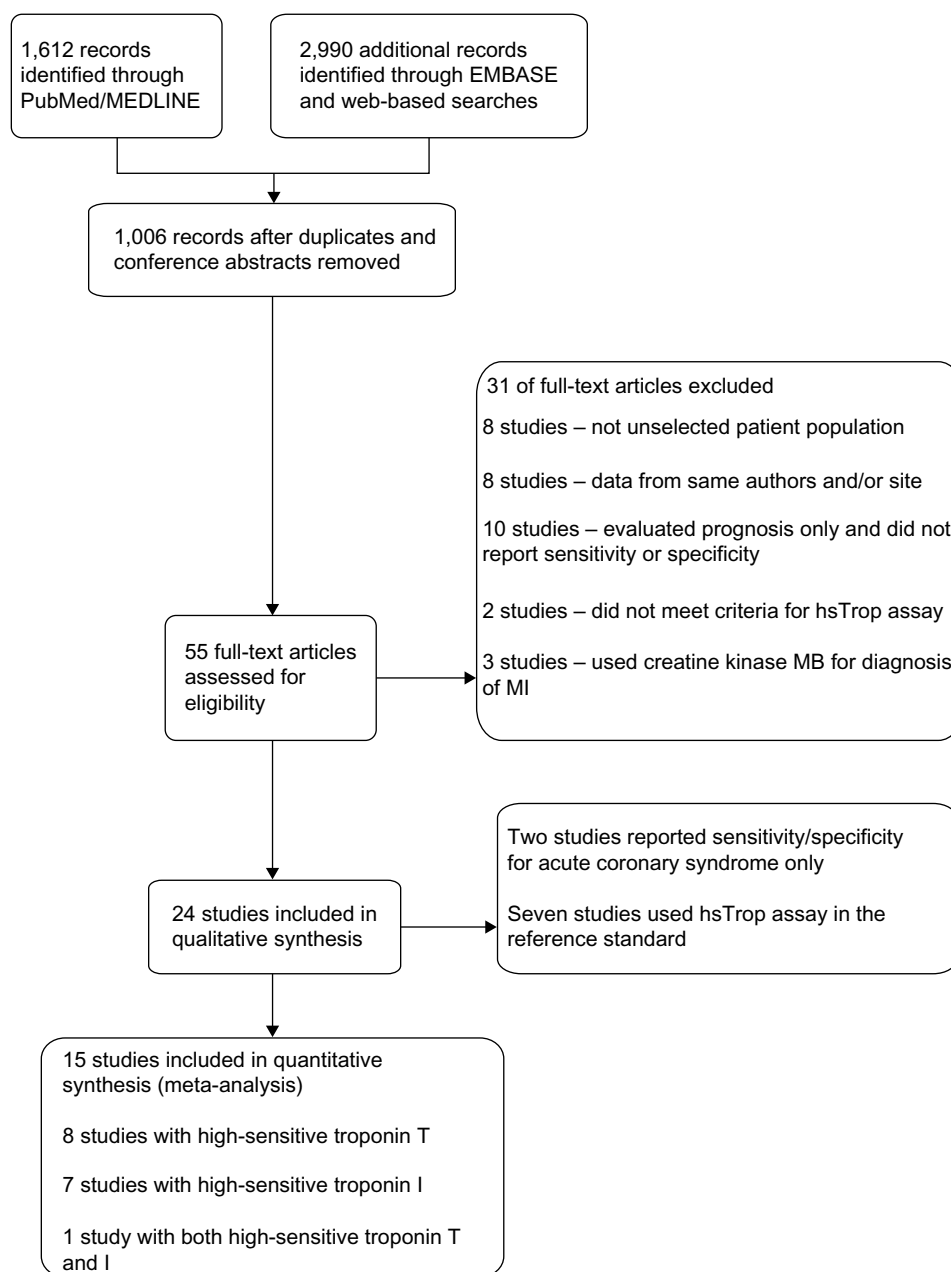 1,612 records
identified through
PubMed/MEDLINE
2,990 additional records
identified through EMBASE
and web-based searches
1,006 records after duplicates and
conference abstracts removed
31 of full-text articles excluded
8 studies – not unselected patient population
8 studies – data from same authors and/or site
10 studies – evaluated prognosis only and did not
report sensitivity or specificity
2 studies – did not meet criteria for hsTrop assay
3 studies – used creatine kinase MB for diagnosis
of MI
55 full-text articles
assessed for
eligibility
Two studies reported sensitivity/specificity
for acute coronary syndrome only
Seven studies used hsTrop assay in the
reference standard
24 studies included in
qualitative synthesis
15 studies included in quantitative
synthesis (meta-analysis)
8 studies with high-sensitive troponin T
7 studies with high-sensitive troponin I
1 study with both high-sensitive troponin T
and I